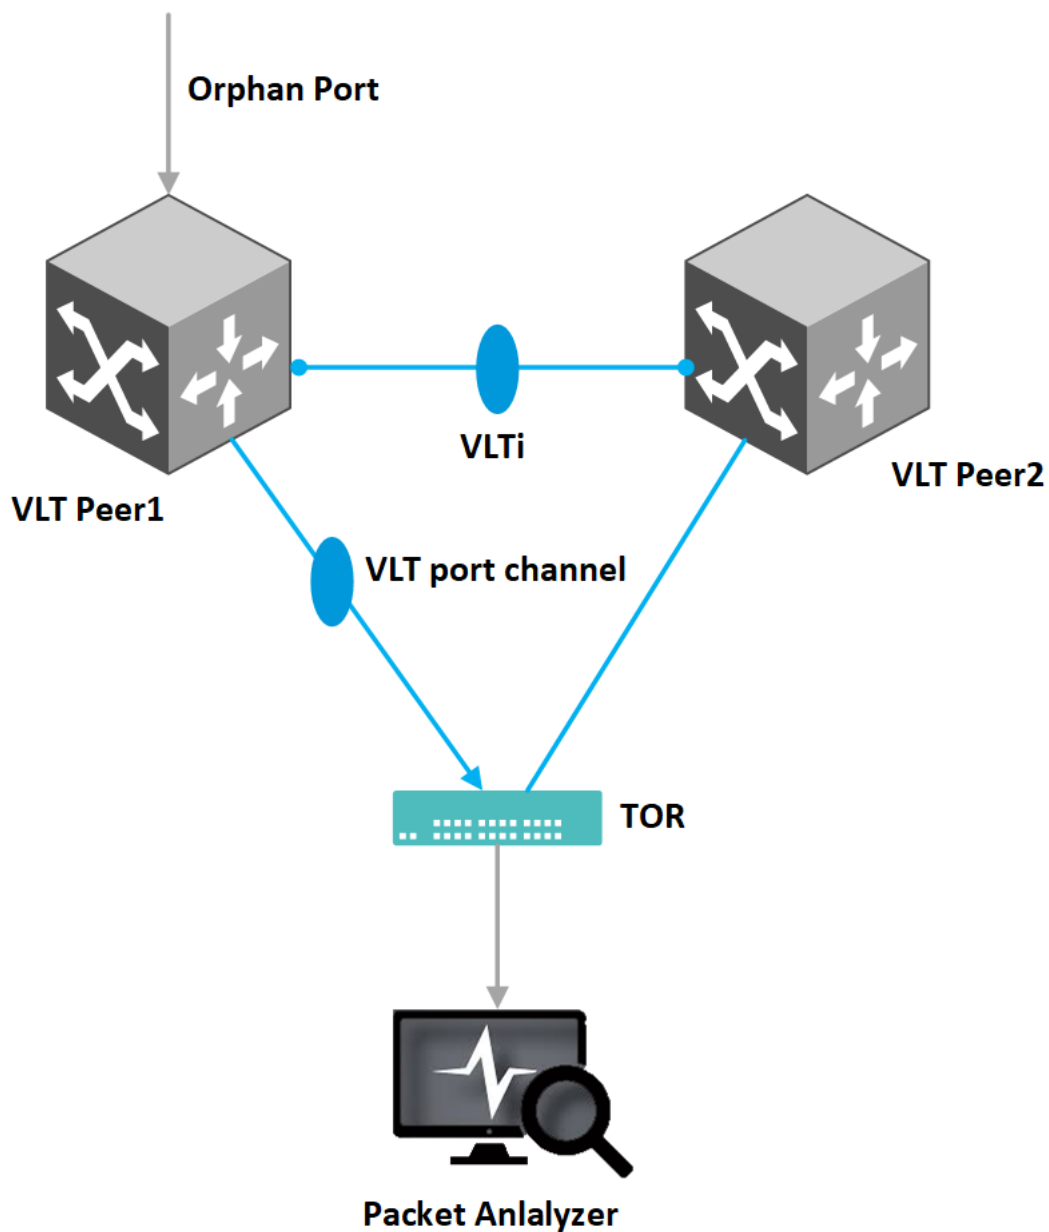 Orphan Port
VLTi
VLT Peer2
VLT Peer1
VLT port channel
TOR
Packet Anlalyzer